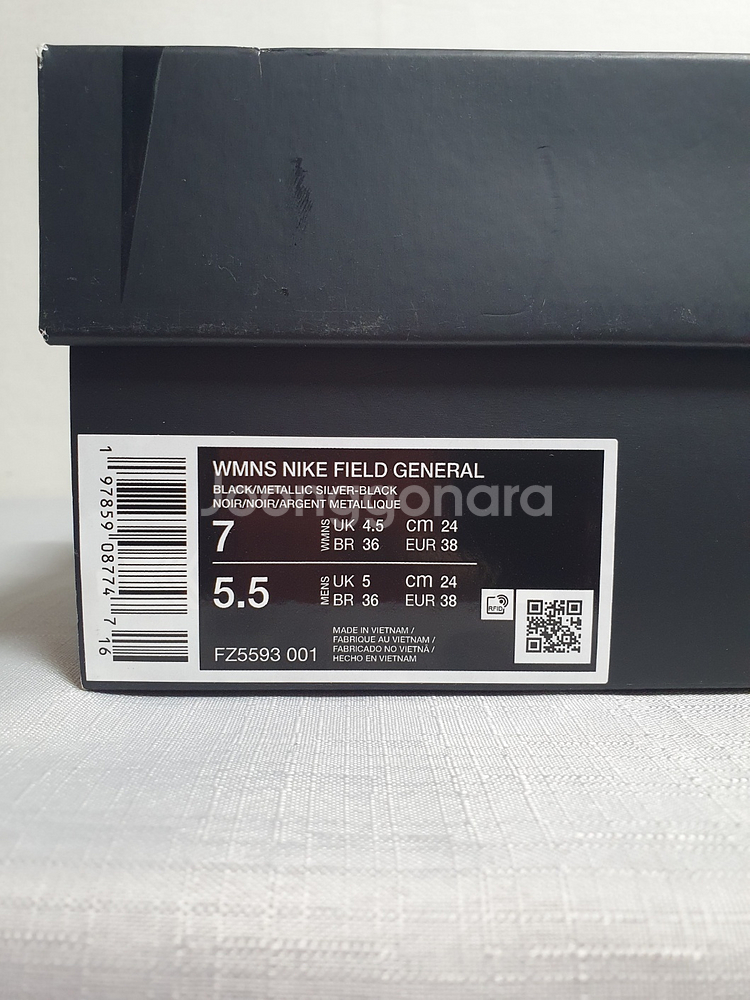 WMNS NIKE FIELD GENERAL
BLACK/METALLIC SILVER-BLACK
NOIR/NOIR/ARGENT METALLIQUE
Joonggonara
7 WMNS UK 4.5 cm 24
BR 36 EUR 38
5.5 MENS UK 5 cm 24
BR 36 EUR 38
RFID
MADE IN VIETNAM /
FABRIQUE AU VIETNAM /
FABRICADO NO VIETNÃ /
HECHO EN VIETNAM
FZ5593 001
1 97859 08774 7 16